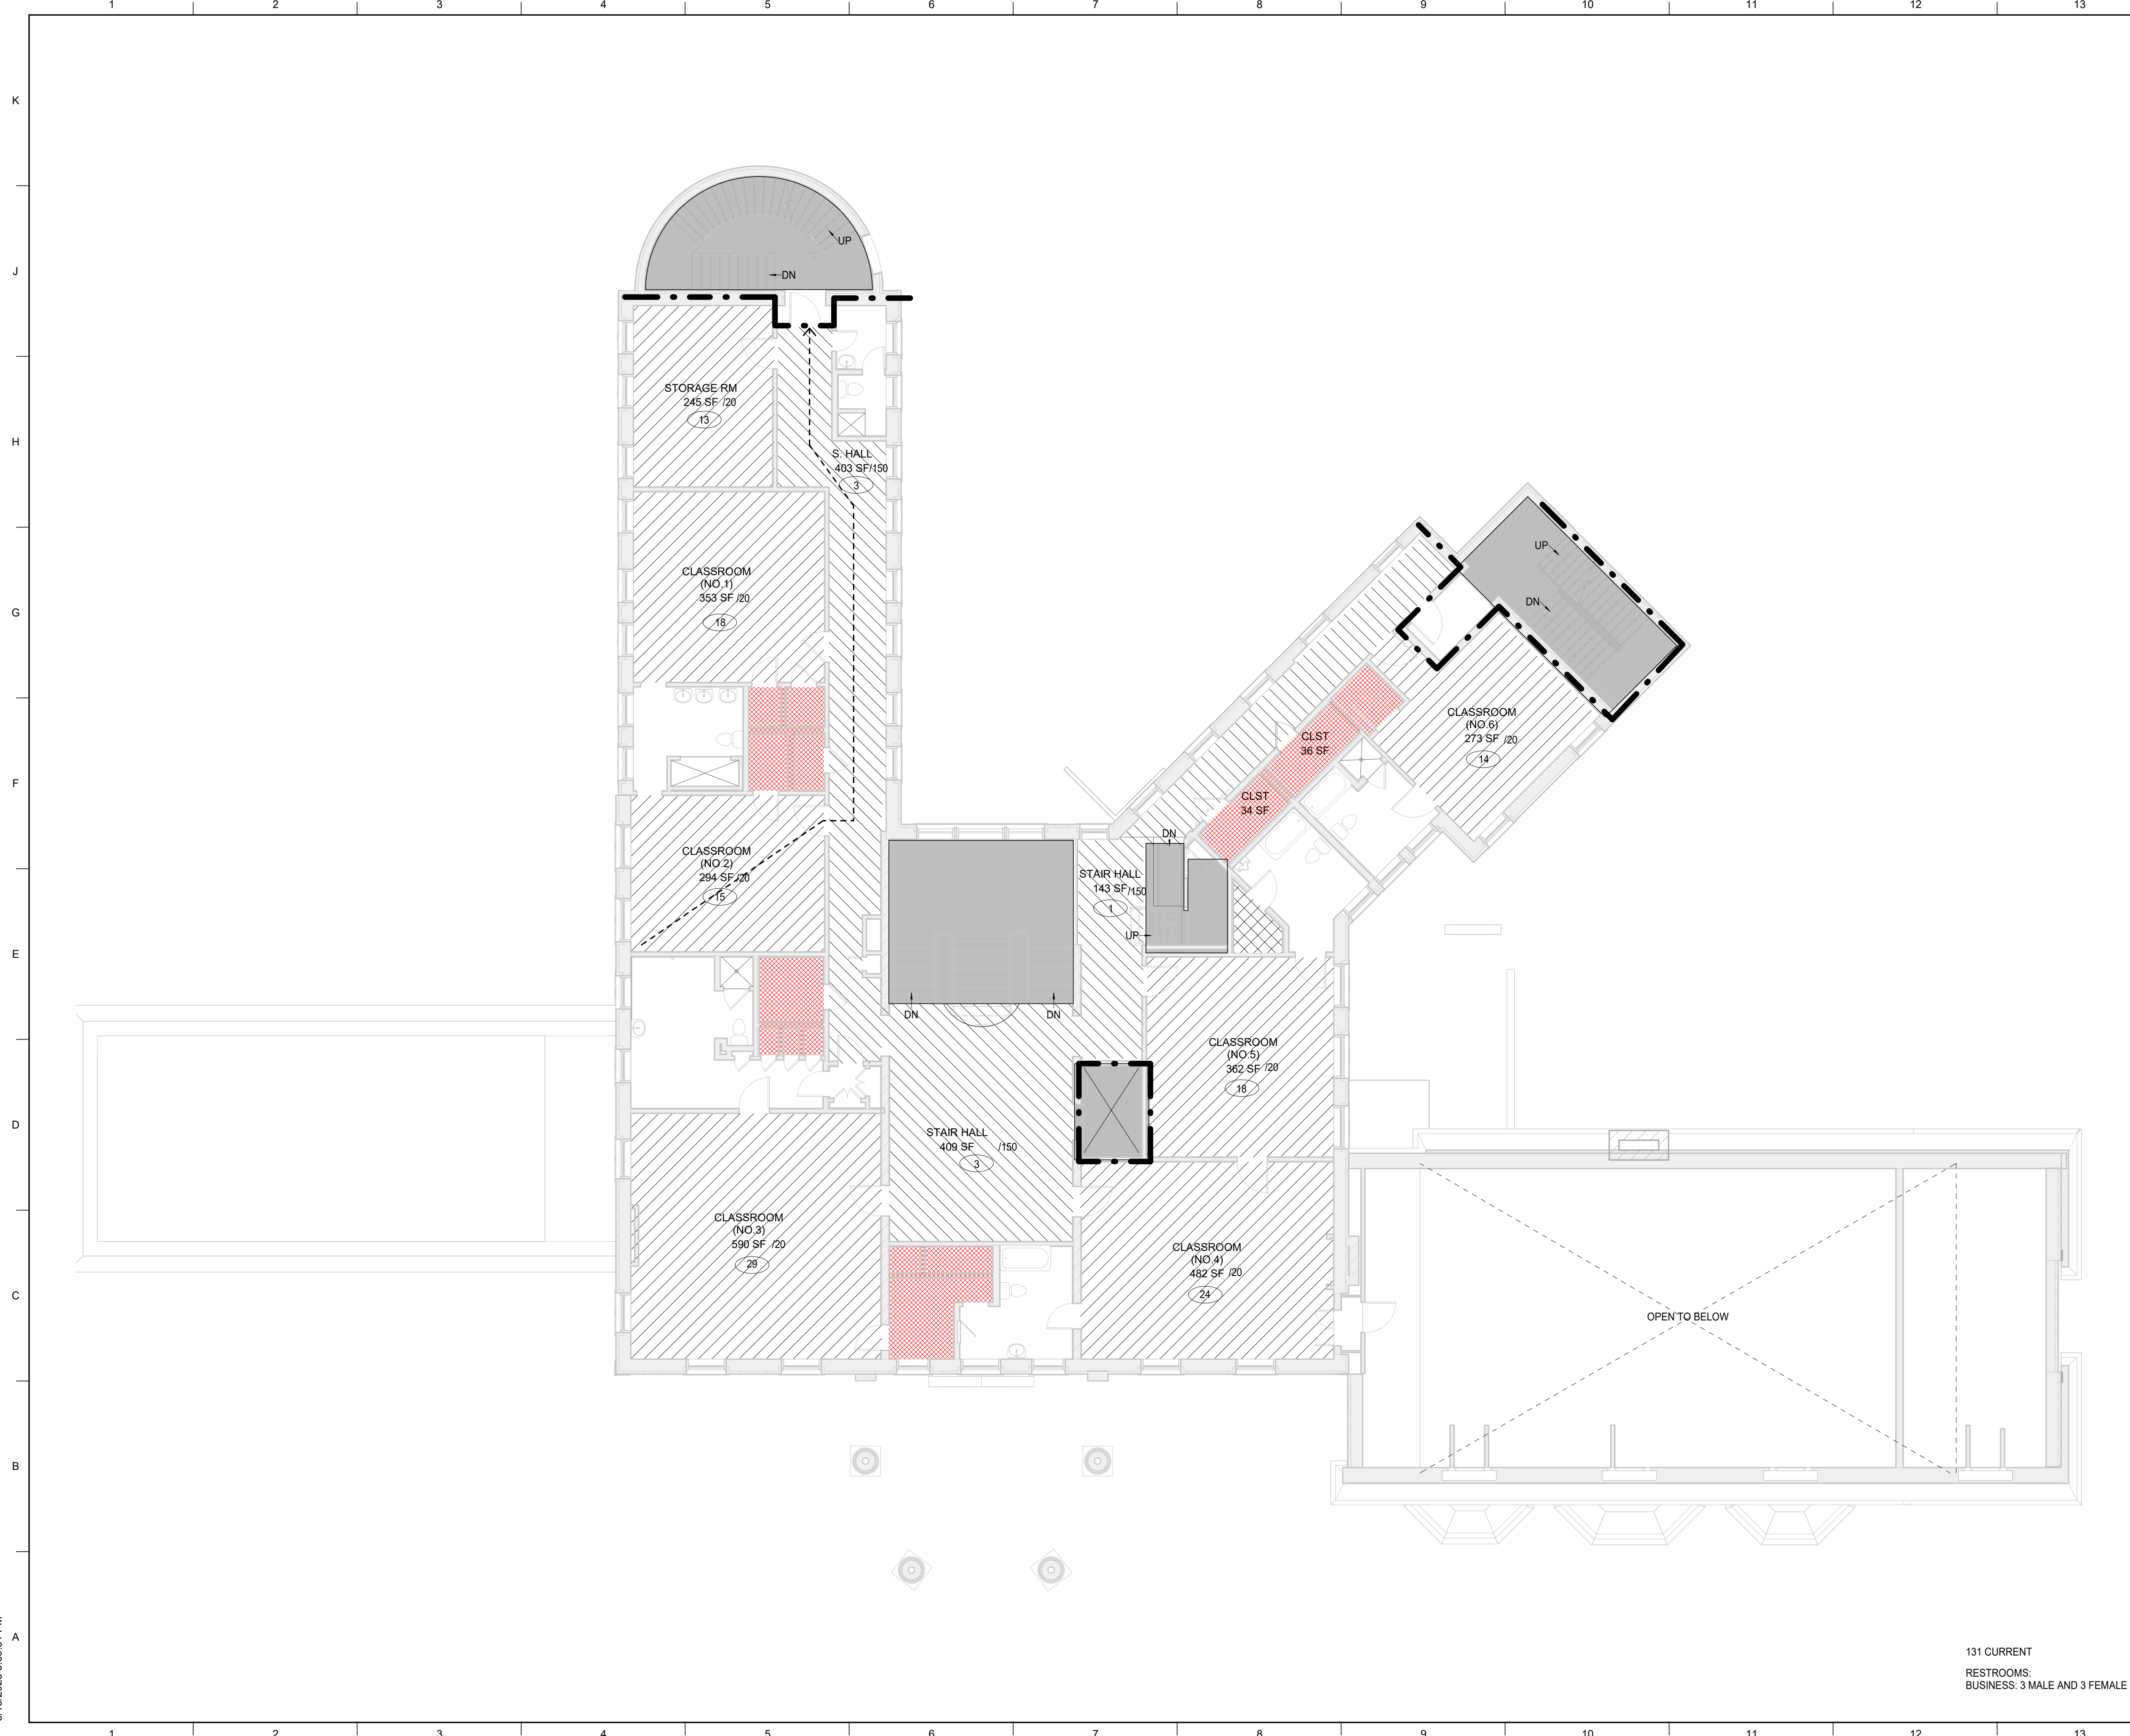 1 2 3 4 5 6 7 8 9 10 11 12 13
K
J
H
G
F
E
D
C
B
A
UP
DN
STORAGE RM
245 SF /20
13
S. HALL
403 SF/150
3
CLASSROOM
(NO.1)
353 SF /20
18
UP
DN
CLASSROOM
(NO.6)
273 SF /20
14
CLST
36 SF
CLST
34 SF
CLASSROOM
(NO.2)
294 SF /20
15
DN
STAIR HALL
143 SF/150
1
UP
DN
DN
CLASSROOM
(NO.5)
362 SF /20
18
STAIR HALL
409 SF /150
3
CLASSROOM
(NO.3)
590 SF /20
29
CLASSROOM
(NO.4)
482 SF /20
24
OPEN TO BELOW
131 CURRENT
RESTROOMS:
BUSINESS: 3 MALE AND 3 FEMALE
1 2 3 4 5 6 7 8 9 10 11 12 13